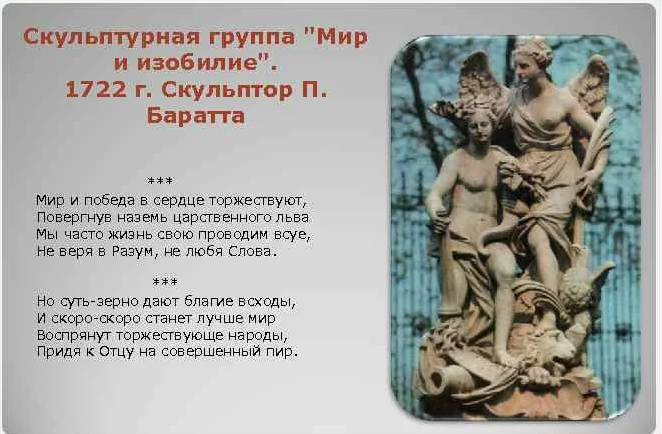 Скульптурная группа "Мир
и изобилие".
1722 г. Скульптор П.
Баратта
***
Мир и победа в сердце торжествуют,
Повергнув наземь царственного льва
Мы часто жизнь свою проводим всуе,
Не веря в Разум, не любя Слова.
***
Но суть-зерно дают благие всходы,
И скоро-скоро станет лучше мир
Воспрянут торжествующе народы,
Придя к Отцу на совершенный пир.